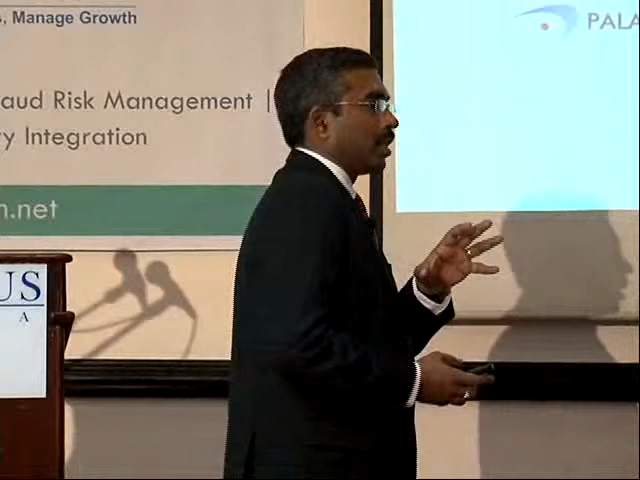 , Manage Growth
aud Risk Management |
y Integration
n.net
US
A
PALA